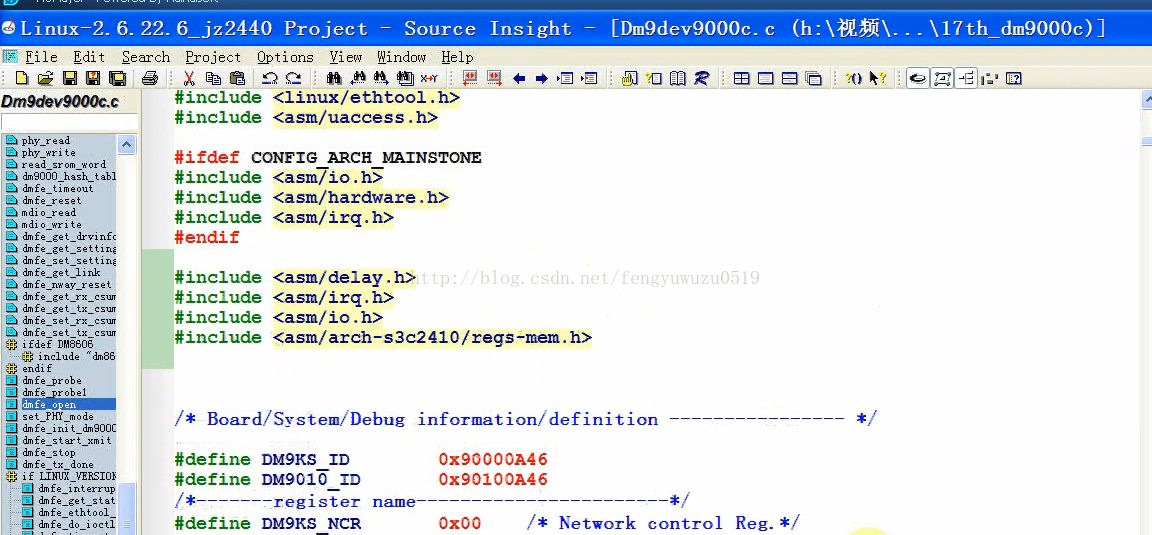 Linux-2.6.22.6_jz2440 Project - Source Insight - [Dm9dev9000c.c (h:\视频\...\17th_dm9000c)]
File Edit Search Project Options View Window Help
Dm9dev9000c.c
phy_read
phy_write
read_srom_word
dm9000_hash_tabl
dmfe_timeout
dmfe_reset
mdio_read
mdio_write
dmfe_get_drvinfo
dmfe_get_setting
dmfe_set_setting
dmfe_get_link
dmfe_nway_reset
dmfe_get_rx_csum
dmfe_get_tx_csum
dmfe_set_rx_csum
dmfe_set_tx_csum
ifdef DM8606
include "dm86
endif
dmfe_probe
dmfe_probe1
dmfe_open
set_PHY_mode
dmfe_init_dm9000
dmfe_start_xmit
dmfe_stop
dmfe_tx_done
if LINUX_VERSION
dmfe_interrup
dmfe_get_stat
dmfe_ethtool_
dmfe_do_ioctl
#include <linux/ethtool.h>
#include <asm/uaccess.h>
#ifdef CONFIG_ARCH_MAINSTONE
#include <asm/io.h>
#include <asm/hardware.h>
#include <asm/irq.h>
#endif
#include <asm/delay.h>
http://blog.csdn.net/fengyuwuzu0519
#include <asm/irq.h>
#include <asm/io.h>
#include <asm/arch-s3c2410/regs-mem.h>
/* Board/System/Debug information/definition ---------------- */
#define DM9KS_ID 0x90000A46
#define DM9010_ID 0x90100A46
/*-------register name-----------------------*/
#define DM9KS_NCR 0x00 /* Network control Reg.*/